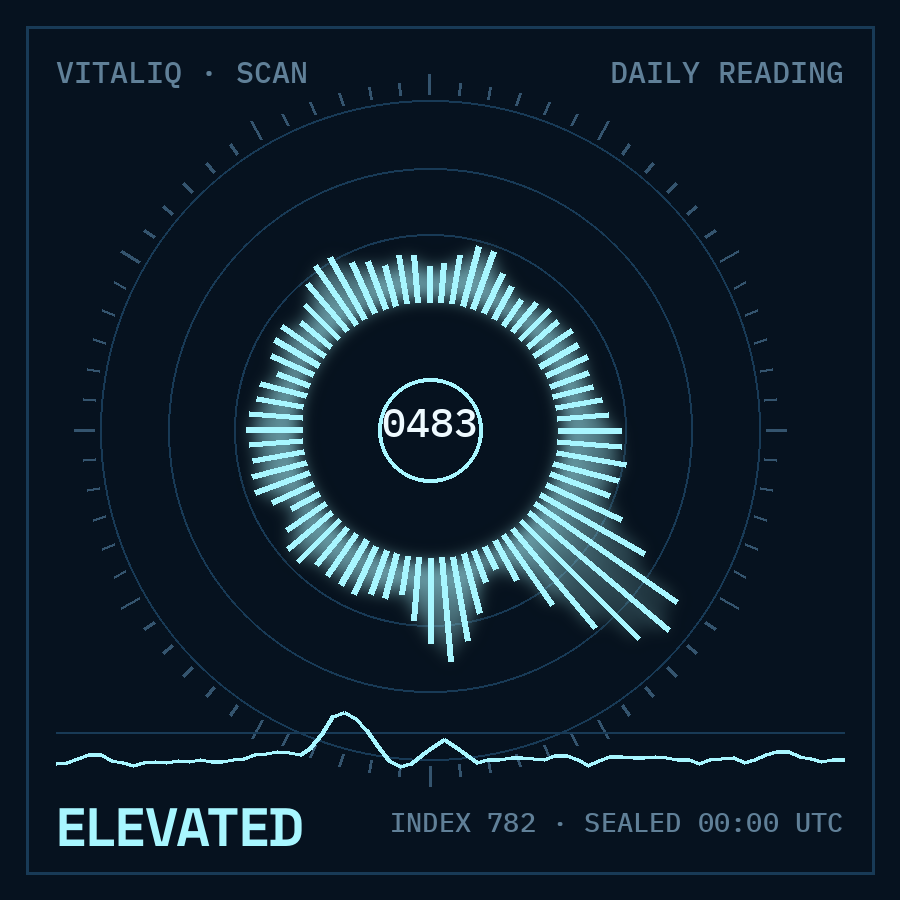 VITALIQ · SCAN
DAILY READING
0483
ELEVATED
INDEX 782 · SEALED 00:00 UTC